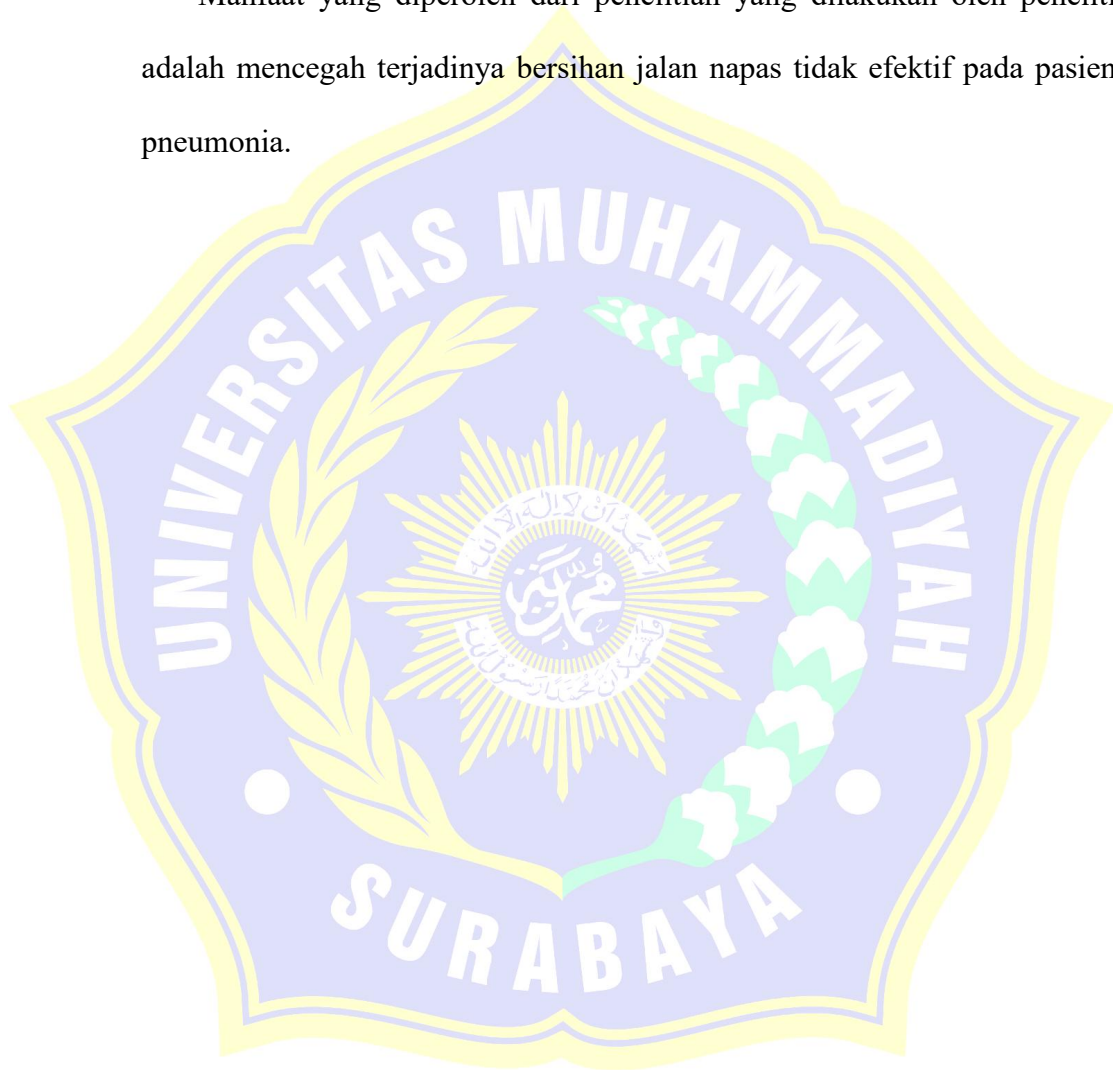 Manfaat yang diperoleh dari penelitian yang dilakukan oleh peneliti
adalah mencegah terjadinya bersihan jalan napas tidak efektif pada pasien
pneumonia.
UNIVERSITAS MUHAMMADIYAH
محمد
SURABAYA